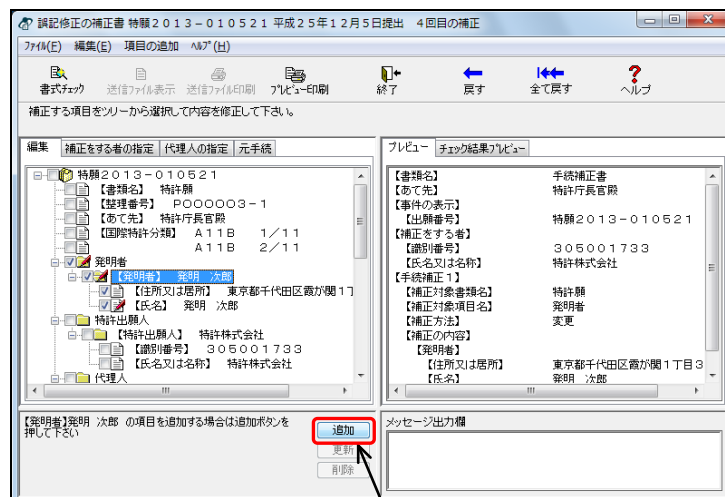 誤記修正の補正書 特願２０１３－０１０５２１ 平成２５年１２月５日提出　４回目の補正
ファイル(F)　編集(E)　項目の追加　ヘルプ(H)
書式チェック　送信ファイル表示　送信ファイル印刷　プレビュー印刷　終了　戻す　全て戻す　ヘルプ
補正する項目をツリーから選択して内容を修正して下さい。
編集　補正をする者の指定　代理人の指定　元手続
特願２０１３－０１０５２１
【書類名】　特許願
【整理番号】　Ｐ００００３－１
【あて先】　特許庁長官殿
【国際特許分類】　Ａ１１Ｂ　１／１１
Ａ１１Ｂ　２／１１
発明者
【発明者】　発明　次郎
【住所又は居所】　東京都千代田区霞が関１丁
【氏名】　発明　次郎
特許出願人
【特許出願人】　特許株式会社
【識別番号】　３０５００１７３３
【氏名又は名称】　特許株式会社
代理人
【発明者】発明　次郎　の項目を追加する場合は追加ボタンを
押して下さい
追加
更新
削除
プレビュー　チェック結果プレビュー
【書類名】　手続補正書
【あて先】　特許庁長官殿
【事件の表示】
【出願番号】　特願２０１３－０１０５２１
【補正をする者】
【識別番号】　３０５００１７３３
【氏名又は名称】　特許株式会社
【手続補正１】
【補正対象書類名】　特許願
【補正対象項目名】　発明者
【補正方法】　変更
【補正の内容】
【発明者】
【住所又は居所】　東京都千代田区霞が関１丁目３
【氏名】　発明　次郎
メッセージ出力欄